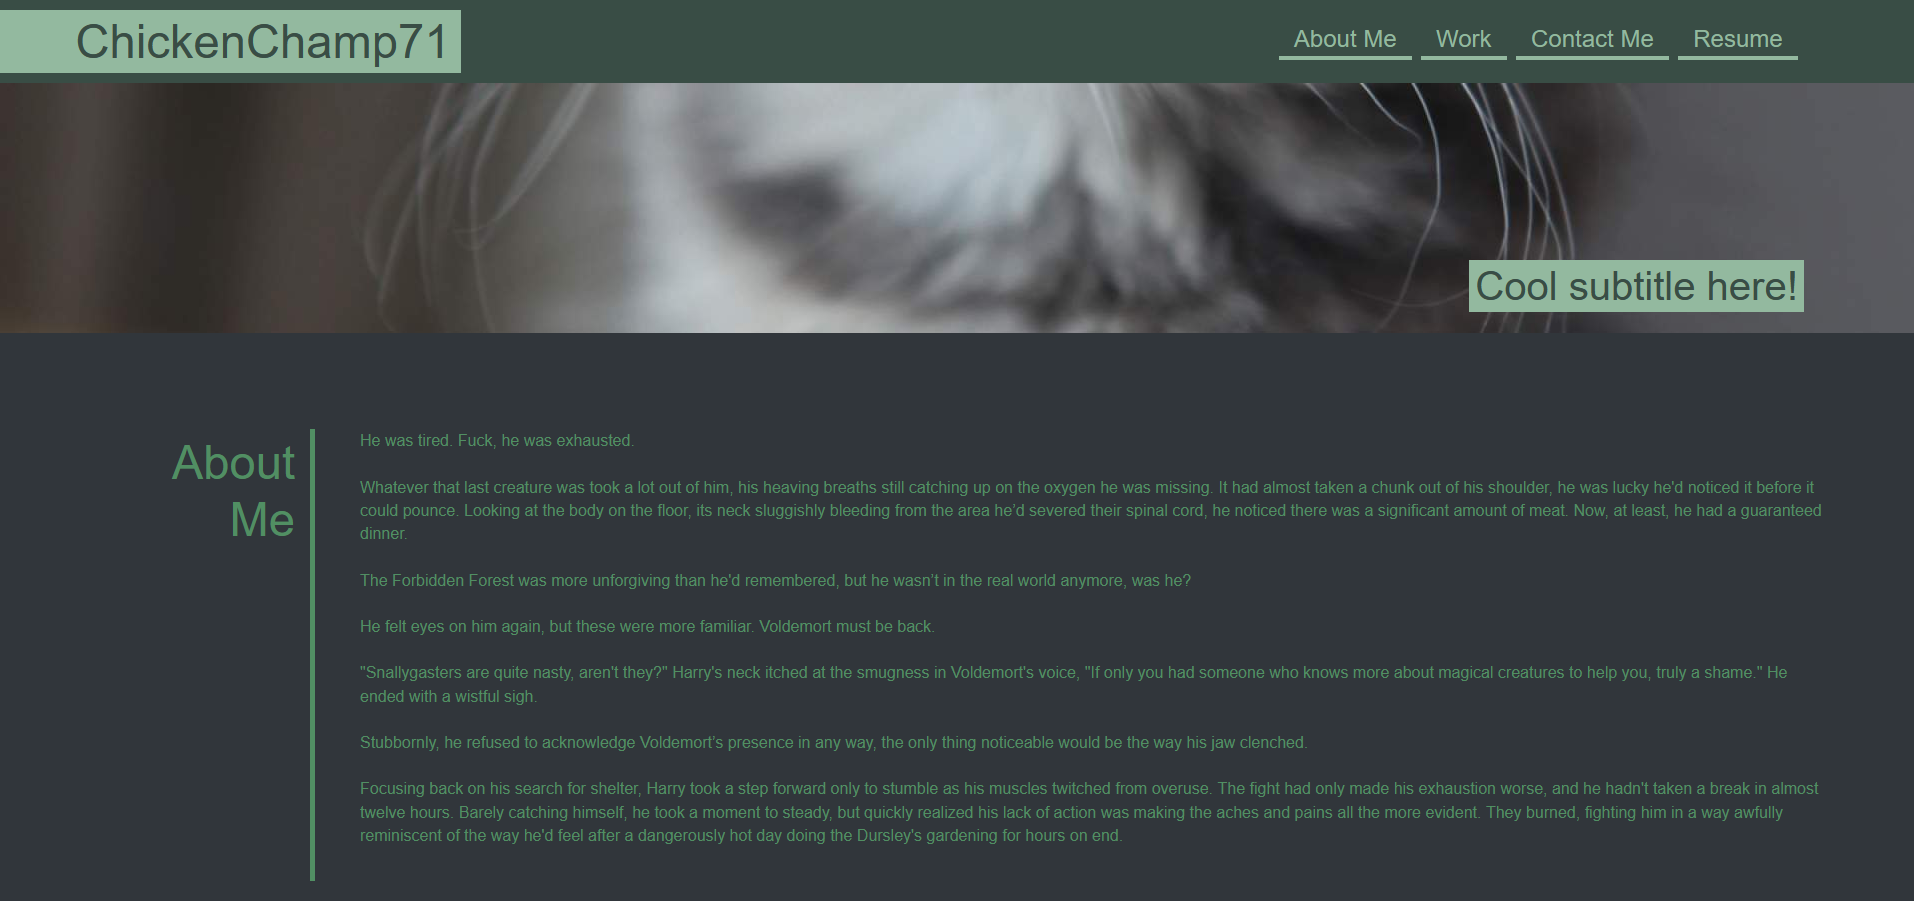 ChickenChamp71
About Me
Work
Contact Me
Resume
Cool subtitle here!
About
Me
He was tired. Fuck, he was exhausted.
Whatever that last creature was took a lot out of him, his heaving breaths still catching up on the oxygen he was missing. It had almost taken a chunk out of his shoulder, he was lucky he'd noticed it before it
could pounce. Looking at the body on the floor, its neck sluggishly bleeding from the area he’d severed their spinal cord, he noticed there was a significant amount of meat. Now, at least, he had a guaranteed
dinner.
The Forbidden Forest was more unforgiving than he'd remembered, but he wasn’t in the real world anymore, was he?
He felt eyes on him again, but these were more familiar. Voldemort must be back.
"Snallygasters are quite nasty, aren't they?" Harry's neck itched at the smugness in Voldemort's voice, "If only you had someone who knows more about magical creatures to help you, truly a shame." He
ended with a wistful sigh.
Stubbornly, he refused to acknowledge Voldemort’s presence in any way, the only thing noticeable would be the way his jaw clenched.
Focusing back on his search for shelter, Harry took a step forward only to stumble as his muscles twitched from overuse. The fight had only made his exhaustion worse, and he hadn't taken a break in almost
twelve hours. Barely catching himself, he took a moment to steady, but quickly realized his lack of action was making the aches and pains all the more evident. They burned, fighting him in a way awfully
reminiscent of the way he'd feel after a dangerously hot day doing the Dursley's gardening for hours on end.